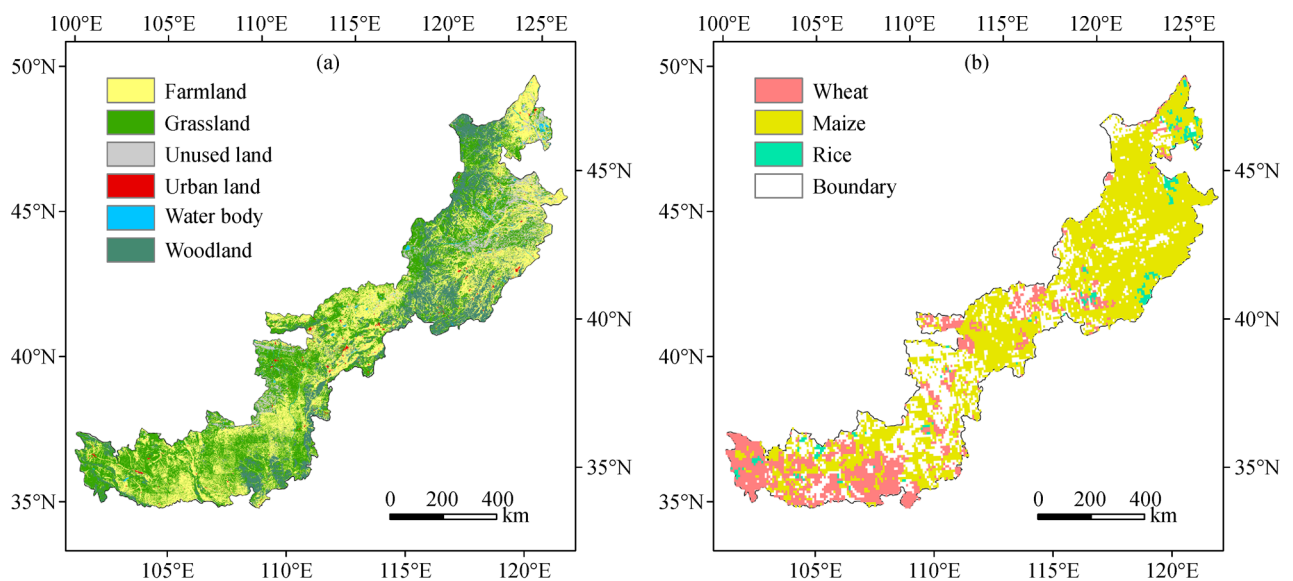 100°E 105°E 110°E 115°E 120°E 125°E
(a)
50°N
45°N
40°N
35°N
Farmland
Grassland
Unused land
Urban land
Water body
Woodland
45°N
40°N
35°N
0 200 400
km
105°E 110°E 115°E 120°E
100°E 105°E 110°E 115°E 120°E 125°E
(b)
50°N
45°N
40°N
35°N
Wheat
Maize
Rice
Boundary
45°N
40°N
35°N
0 200 400
km
105°E 110°E 115°E 120°E